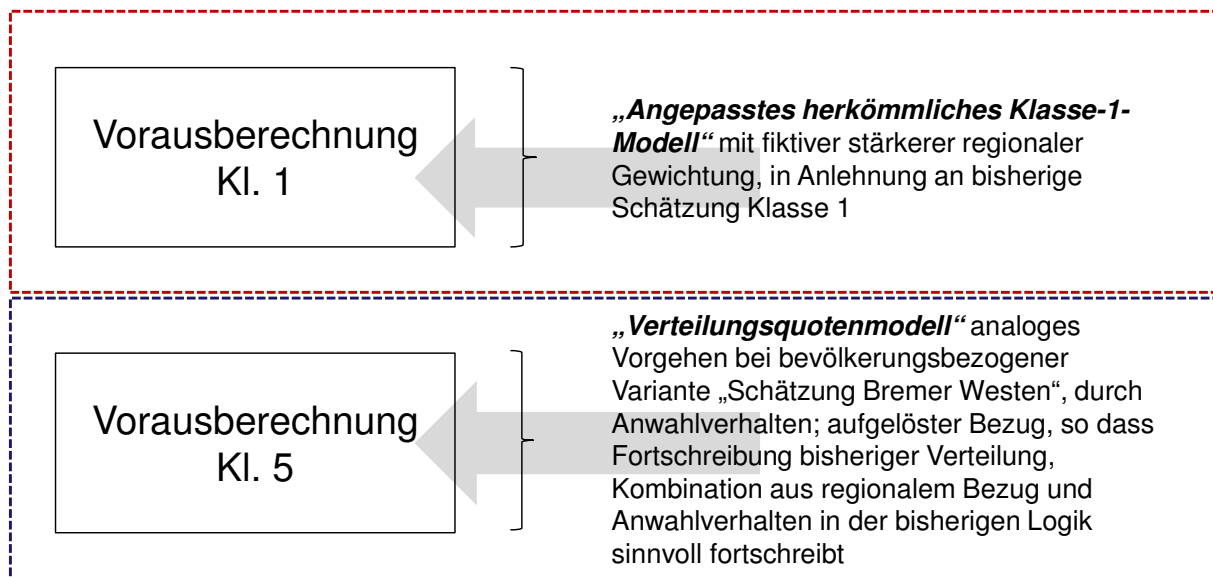 Vorausberechnung
Kl. 1
„Angepasstes herkömmliches Klasse-1-
Modell“ mit fiktiver stärkerer regionaler
Gewichtung, in Anlehnung an bisherige
Schätzung Klasse 1
Vorausberechnung
Kl. 5
„Verteilungsquotenmodell“ analoges
Vorgehen bei bevölkerungsbezogener
Variante „Schätzung Bremer Westen“, durch
Anwahlverhalten; aufgelöster Bezug, so dass
Fortschreibung bisheriger Verteilung,
Kombination aus regionalem Bezug und
Anwahlverhalten in der bisherigen Logik
sinnvoll fortschreibt